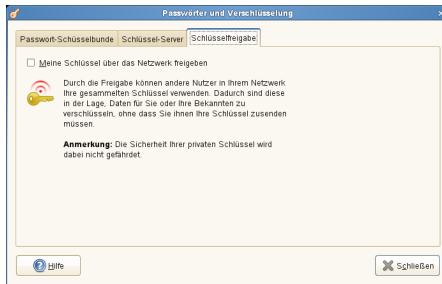 Passwörter und Verschlüsselung
Passwort-Schüsselbunde Schlüssel-Server Schlüsselfreigabe
Meine Schlüssel über das Netzwerk freigeben
Durch die Freigabe können andere Nutzer in Ihrem Netzwerk
Ihre gesammelten Schlüssel verwenden. Dadurch sind diese
in der Lage, Daten für Sie oder Ihre Bekannten zu
verschlüsseln, ohne dass Sie ihnen Ihre Schlüssel zusenden
müssen.
Anmerkung: Die Sicherheit Ihrer privaten Schlüssel wird
dabei nicht gefährdet.
Hilfe Schließen